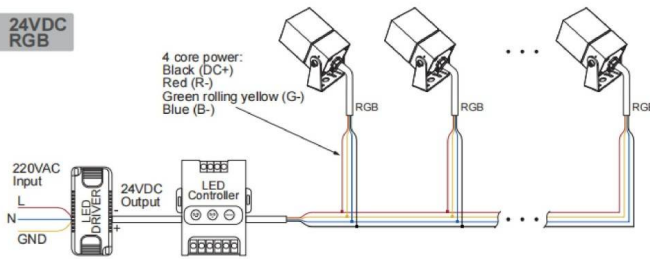 24VDC
RGB
4 core power:
Black (DC+)
Red (R-)
Green rolling yellow (G-)
Blue (B-)
RGB
RGB
RGB
220VAC
Input
L
N
GND
LED
DRIVER
-
+
24VDC
Output
LED
Controller